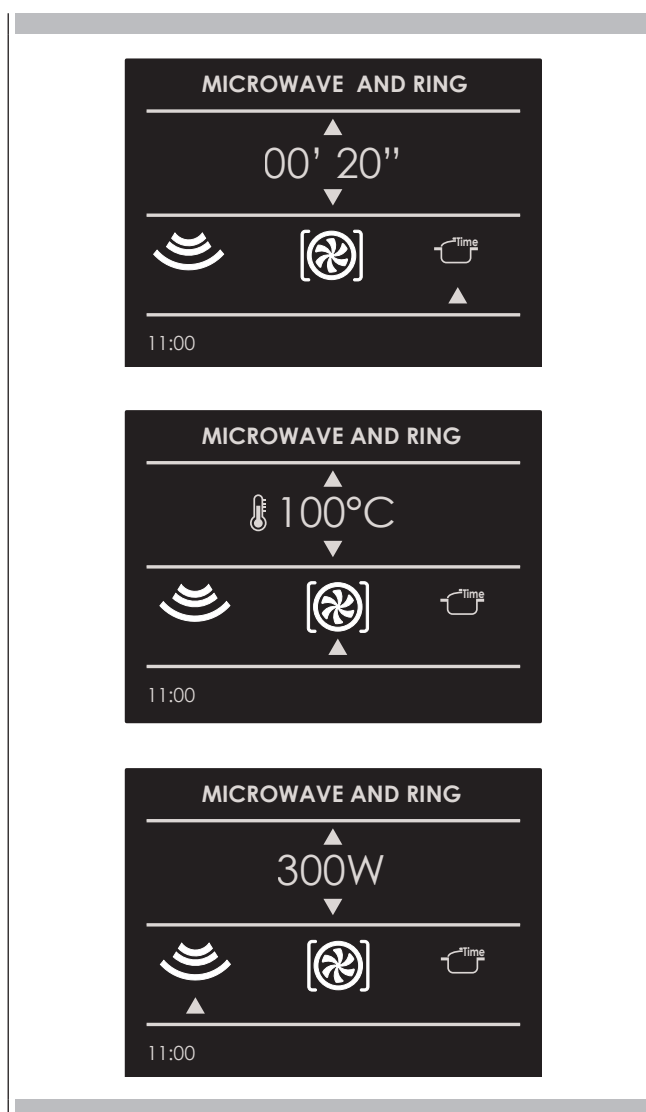 MICROWAVE AND RING
00’ 20’’
Time
11:00
MICROWAVE AND RING
100°C
Time
11:00
MICROWAVE AND RING
300W
Time
11:00